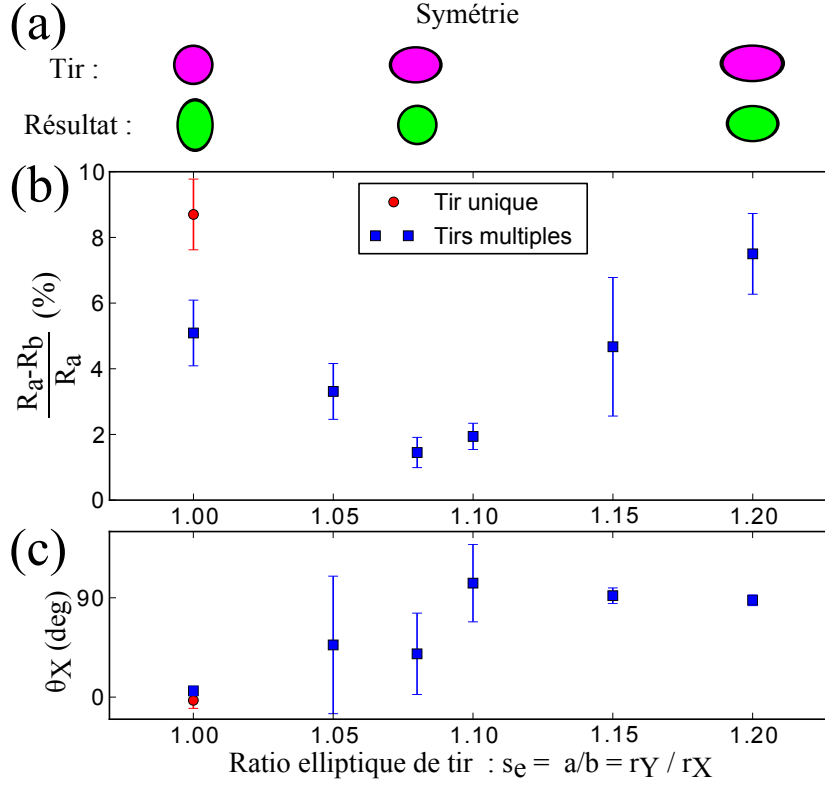 (a)
Symétrie
Tir :
Résultat :
(b)
10
8
6
4
2
0
Ra-Rb
Ra
(%)
Tir unique
Tirs multiples
1.00 1.05 1.10 1.15 1.20
(c)
90
0
θX (deg)
1.00 1.05 1.10 1.15 1.20
Ratio elliptique de tir : se = a/b = rY / rX